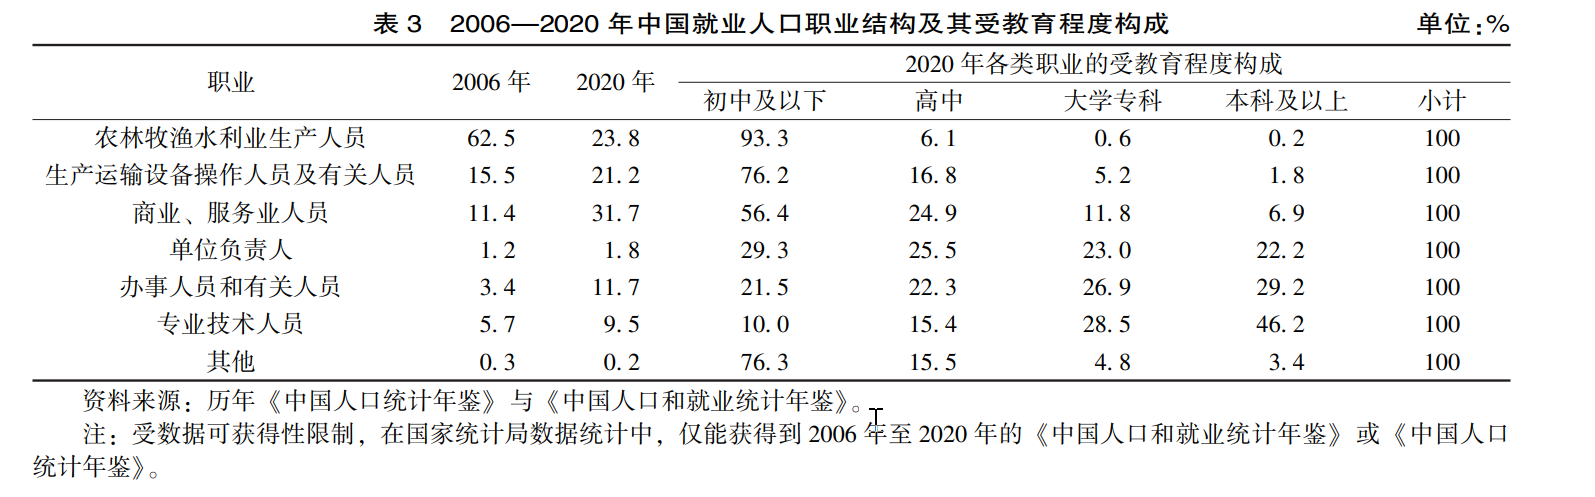 表 3 2006—2020 年中国就业人口职业结构及其受教育程度构成 单位:%
职业 2006 年 2020 年 2020 年各类职业的受教育程度构成
初中及以下 高中 大学专科 本科及以上 小计
农林牧渔水利业生产人员 62.5 23.8 93.3 6.1 0.6 0.2 100
生产运输设备操作人员及有关人员 15.5 21.2 76.2 16.8 5.2 1.8 100
商业、服务业人员 11.4 31.7 56.4 24.9 11.8 6.9 100
单位负责人 1.2 1.8 29.3 25.5 23.0 22.2 100
办事人员和有关人员 3.4 11.7 21.5 22.3 26.9 29.2 100
专业技术人员 5.7 9.5 10.0 15.4 28.5 46.2 100
其他 0.3 0.2 76.3 15.5 4.8 3.4 100
资料来源:历年《中国人口统计年鉴》与《中国人口和就业统计年鉴》。
注:受数据可获得性限制,在国家统计局数据统计中,仅能获得到 2006 年至 2020 年的《中国人口和就业统计年鉴》或《中国人口
统计年鉴》。